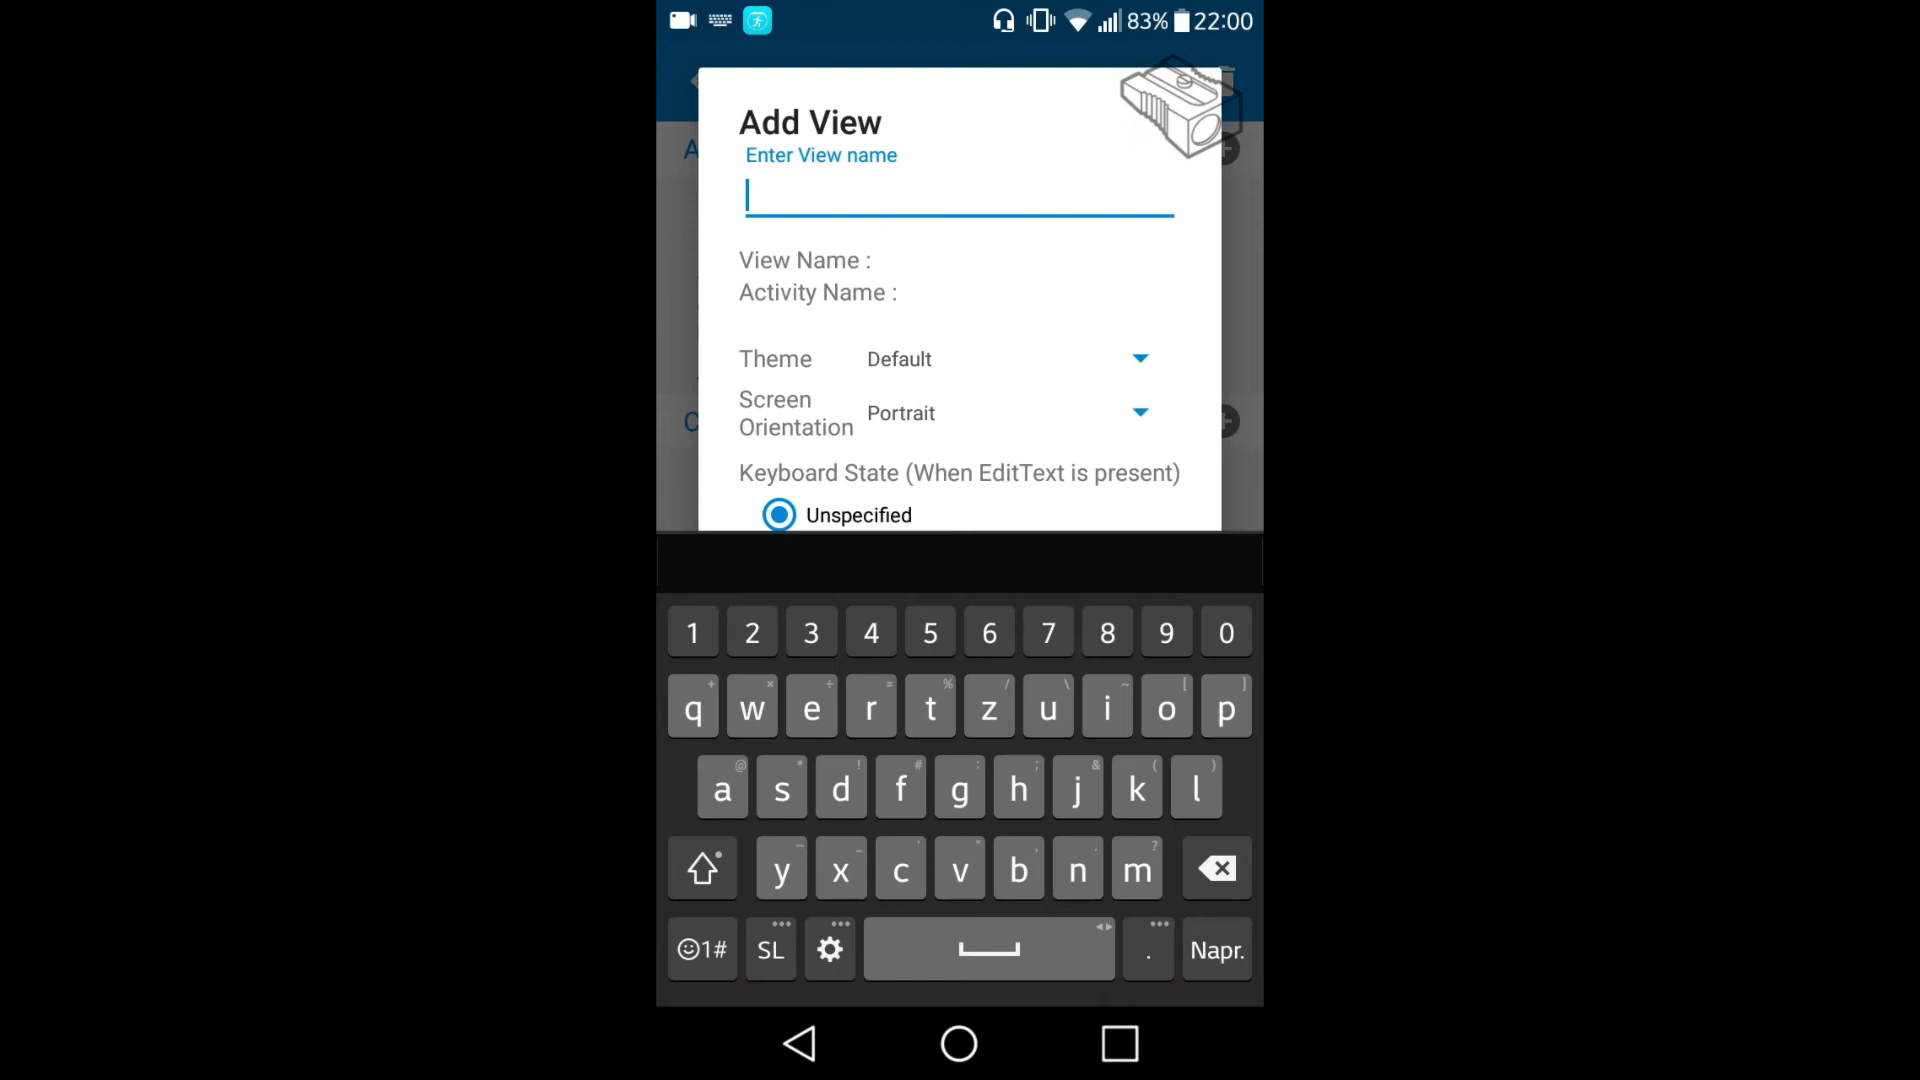 83% 22:00
Add View
Enter View name
View Name :
Activity Name :
Theme Default
Screen Orientation Portrait
Keyboard State (When EditText is present)
Unspecified
1 2 3 4 5 6 7 8 9 0
q w e r t z u i o p
a s d f g h j k l
y x c v b n m
1# SL . Napr.